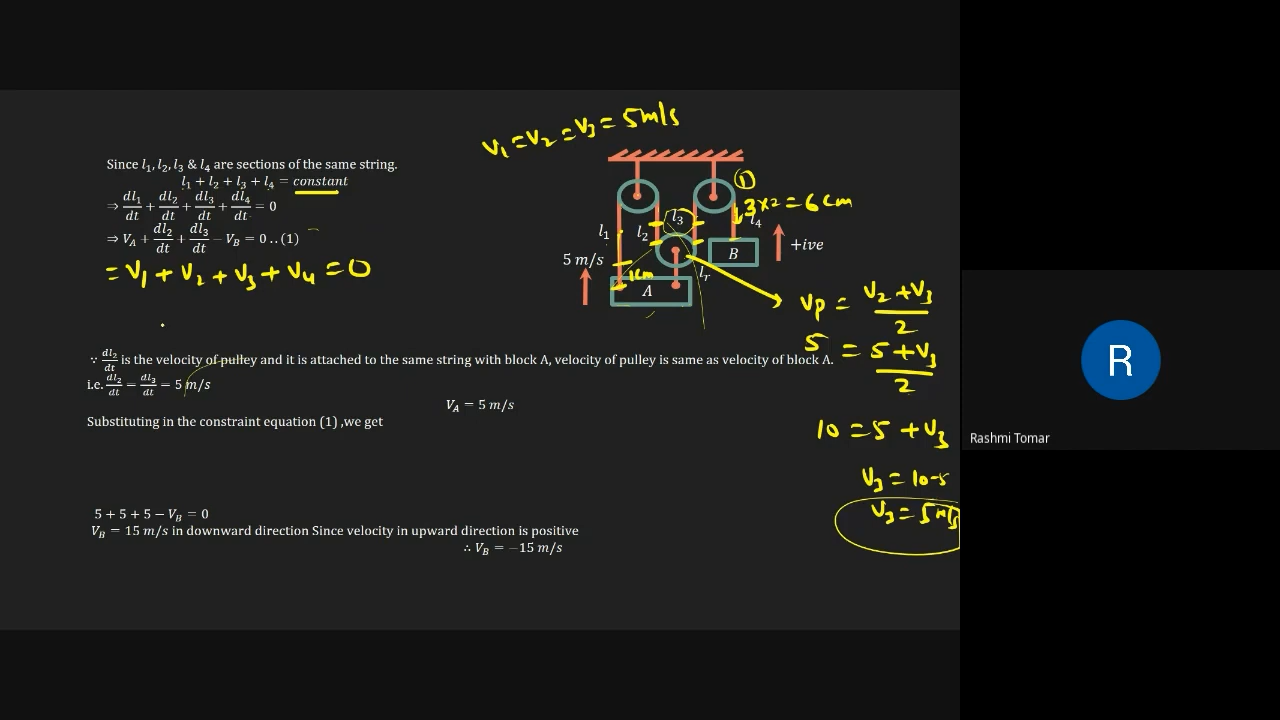 V₁ = V₂ = V₃ = 5m/s
Since l₁, l₂, l₃ & l₄ are sections of the same string.
l₁ + l₂ + l₃ + l₄ = constant
⇒ dl₁/dt + dl₂/dt + dl₃/dt + dl₄/dt = 0
⇒ V_A + dl₂/dt + dl₃/dt − V_B = 0 .. (1)
= V₁ + V₂ + V₃ + V₄ = 0
①
3×2 = 6cm
l₃
l₄
l₁
l₂
B
+ive
5 m/s
1cm
l_r
A
Vp = (V₂ + V₃)/2
5 = (5 + V₃)/2
∵ dl₂/dt is the velocity of pulley and it is attached to the same string with block A, velocity of pulley is same as velocity of block A.
i.e. dl₂/dt = dl₃/dt = 5 m/s
V_A = 5 m/s
Substituting in the constraint equation (1) ,we get
10 = 5 + V₃
V₃ = 10-5
V₃ = 5m/s
5 + 5 + 5 − V_B = 0
V_B = 15 m/s in downward direction Since velocity in upward direction is positive
∴ V_B = −15 m/s
R
Rashmi Tomar